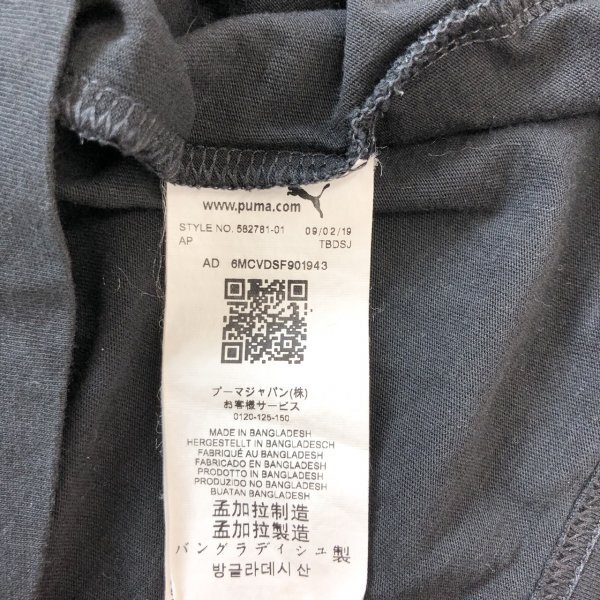 www.puma.com
STYLE NO. 582781-01 09/02/19
AP TBDSJ
AD 6MCVDSF901943
プーマジャパン(株)
お客様サービス
0120-125-150
MADE IN BANGLADESH
HERGESTELLT IN BANGLADESCH
FABRIQUÉ AU BANGLADESH
FABRICADO EN BANGLADESH
PRODOTTO IN BANGLADESH
PRODUZIDO NO BANGLADESH
BUATAN BANGLADESH
孟加拉制造
孟加拉製造
バングラディシュ製
방글라데시 산